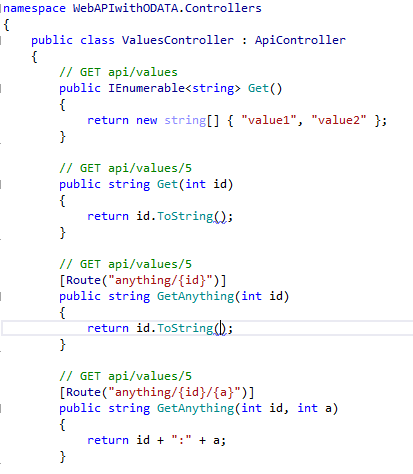 namespace WebAPIwithODATA.Controllers
{
    public class ValuesController : ApiController
    {
        // GET api/values
        public IEnumerable<string> Get()
        {
            return new string[] { "value1", "value2" };
        }

        // GET api/values/5
        public string Get(int id)
        {
            return id.ToString();
        }

        // GET api/values/5
        [Route("anything/{id}")]
        public string GetAnything(int id)
        {
            return id.ToString();
        }

        // GET api/values/5
        [Route("anything/{id}/{a}")]
        public string GetAnything(int id, int a)
        {
            return id + ":" + a;
        }